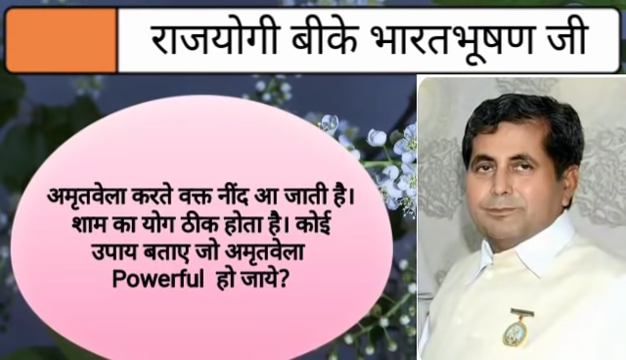 राजयोगी बीके भारतभूषण जी
अमृतवेला करते वक्त नींद आ जाती है।
शाम का योग ठीक होता है। कोई
उपाय बताए जो अमृतवेला
Powerful हो जाये?